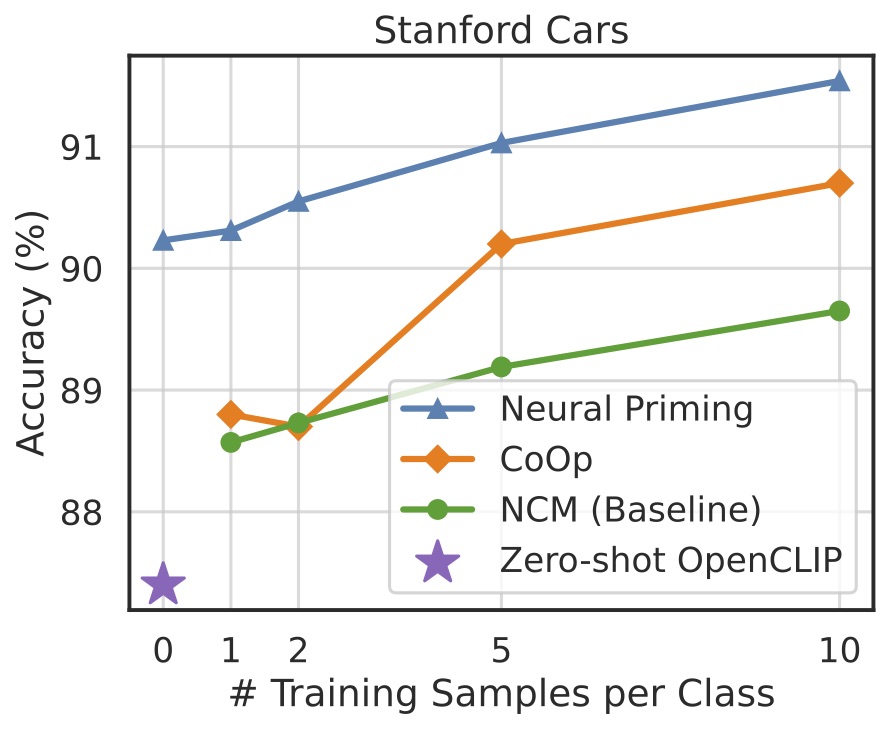 Stanford Cars
Accuracy (%)
91
90
89
88
Neural Priming
CoOp
NCM (Baseline)
Zero-shot OpenCLIP
0 1 2 5 10
# Training Samples per Class